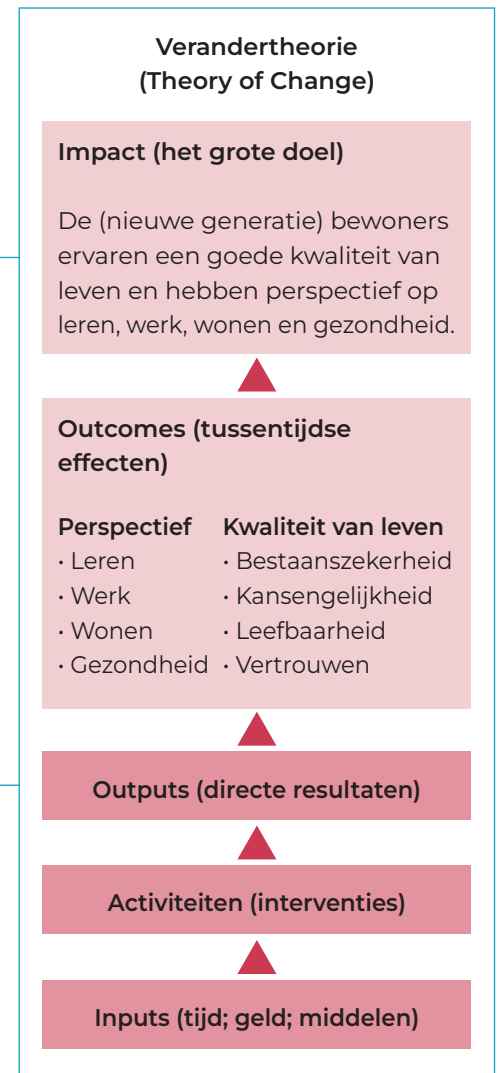 Verandertheorie
(Theory of Change)
Impact (het grote doel)
De (nieuwe generatie) bewoners
ervaren een goede kwaliteit van
leven en hebben perspectief op
leren, werk, wonen en gezondheid.
Outcomes (tussentijdse
effecten)
Perspectief
• Leren
• Werk
• Wonen
• Gezondheid
Kwaliteit van leven
• Bestaanszekerheid
• Kansengelijkheid
• Leefbaarheid
• Vertrouwen
Outputs (directe resultaten)
Activiteiten (interventies)
Inputs (tijd; geld; middelen)